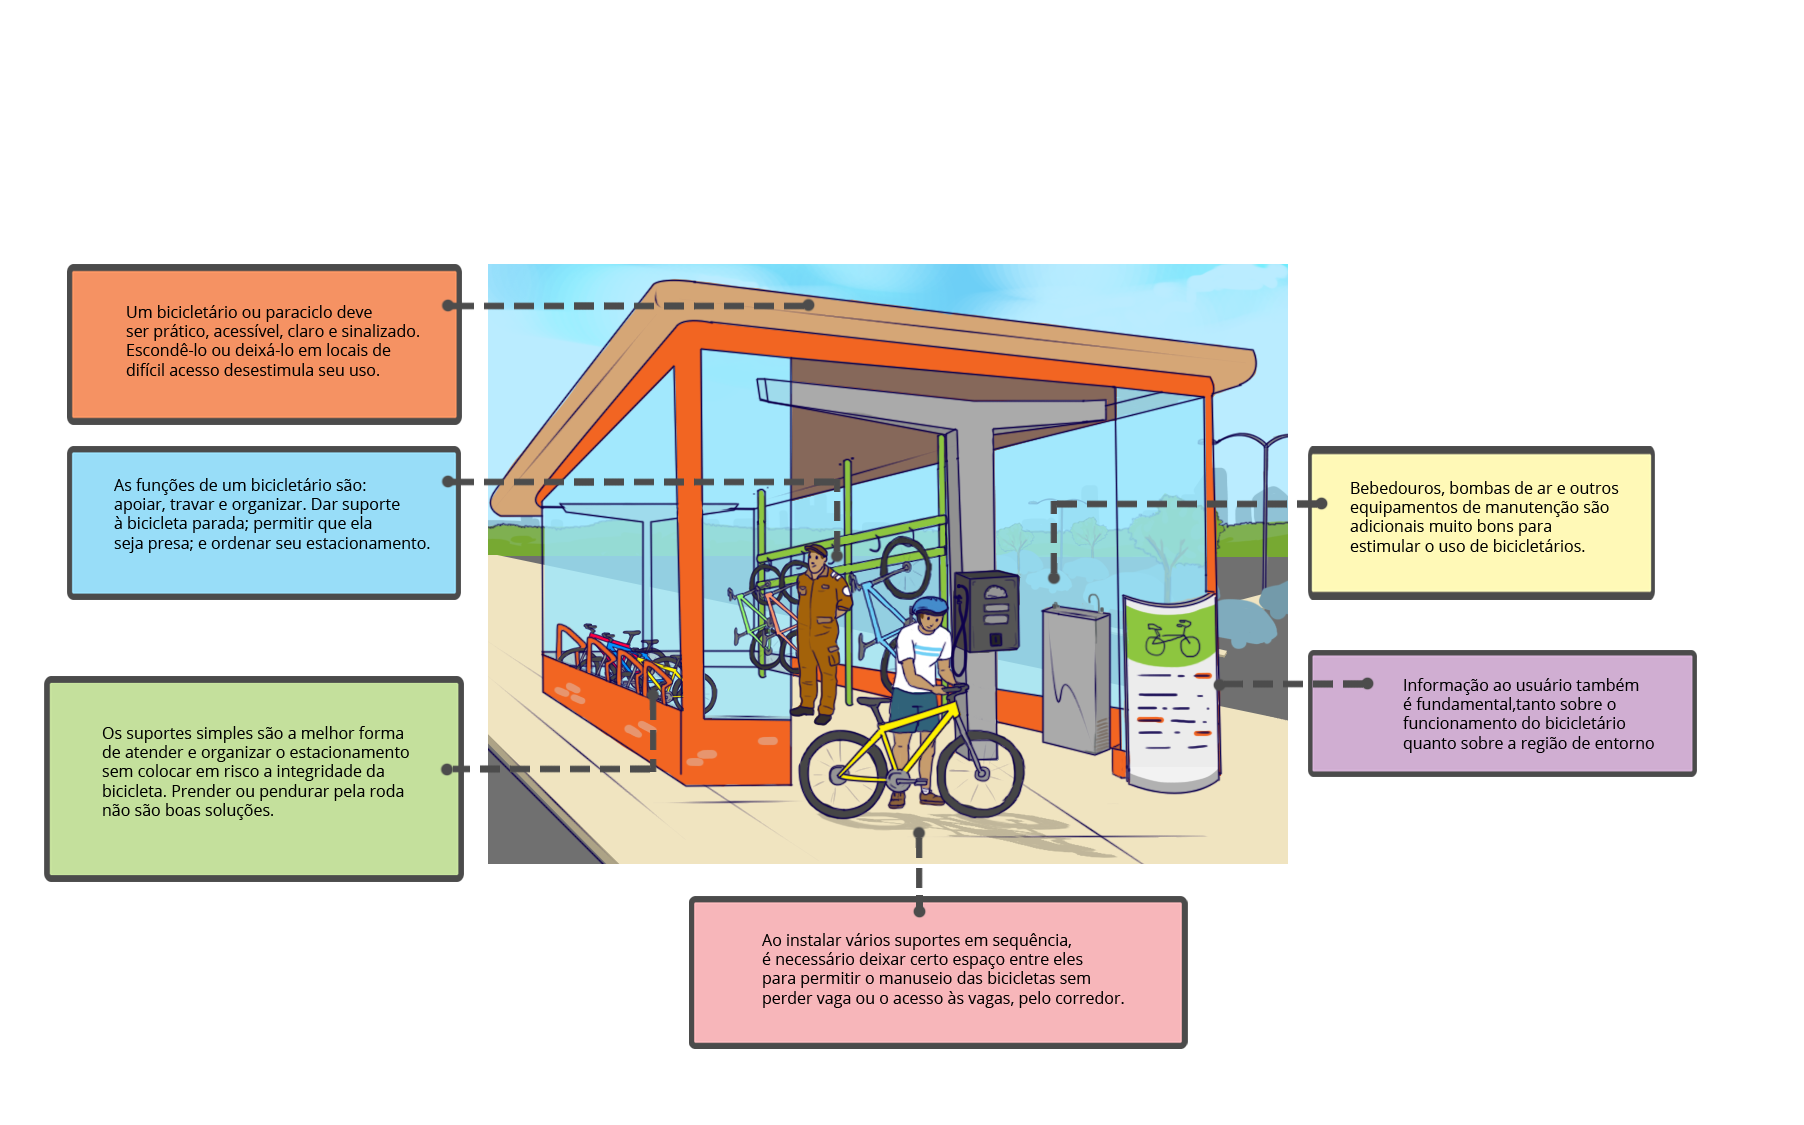 Um bicicletário ou paraciclo deve
ser prático, acessível, claro e sinalizado.
Escondê-lo ou deixá-lo em locais de
difícil acesso desestimula seu uso.
As funções de um bicicletário são:
apoiar, travar e organizar. Dar suporte
à bicicleta parada; permitir que ela
seja presa; e ordenar seu estacionamento.
Os suportes simples são a melhor forma
de atender e organizar o estacionamento
sem colocar em risco a integridade da
bicicleta. Prender ou pendurar pela roda
não são boas soluções.
Bebedouros, bombas de ar e outros
equipamentos de manutenção são
adicionais muito bons para
estimular o uso de bicicletários.
Informação ao usuário também
é fundamental,tanto sobre o
funcionamento do bicicletário
quanto sobre a região de entorno
Ao instalar vários suportes em sequência,
é necessário deixar certo espaço entre eles
para permitir o manuseio das bicicletas sem
perder vaga ou o acesso às vagas, pelo corredor.